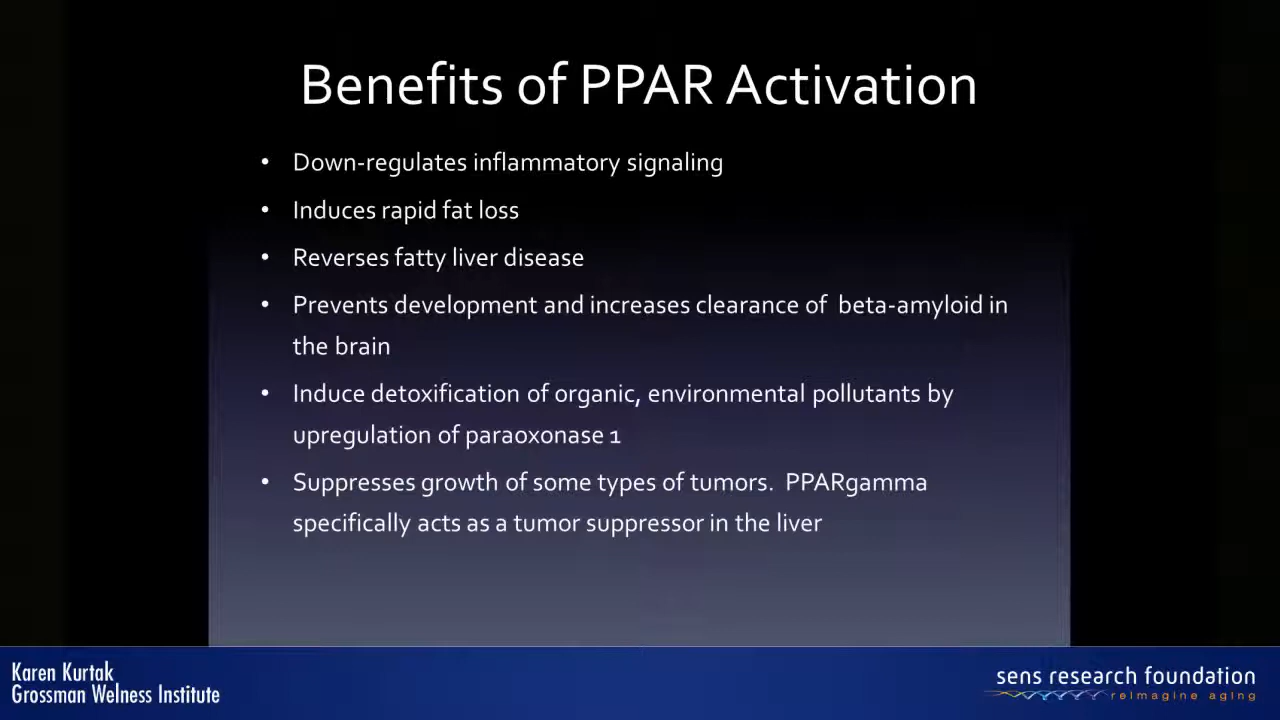 Benefits of PPAR Activation
• Down-regulates inflammatory signaling
• Induces rapid fat loss
• Reverses fatty liver disease
• Prevents development and increases clearance of  beta-amyloid in
the brain
• Induce detoxification of organic, environmental pollutants by
upregulation of paraoxonase 1
• Suppresses growth of some types of tumors.  PPARgamma
specifically acts as a tumor suppressor in the liver
Karen Kurtak
Grossman Welness Institute
sens research foundation
reimagine aging